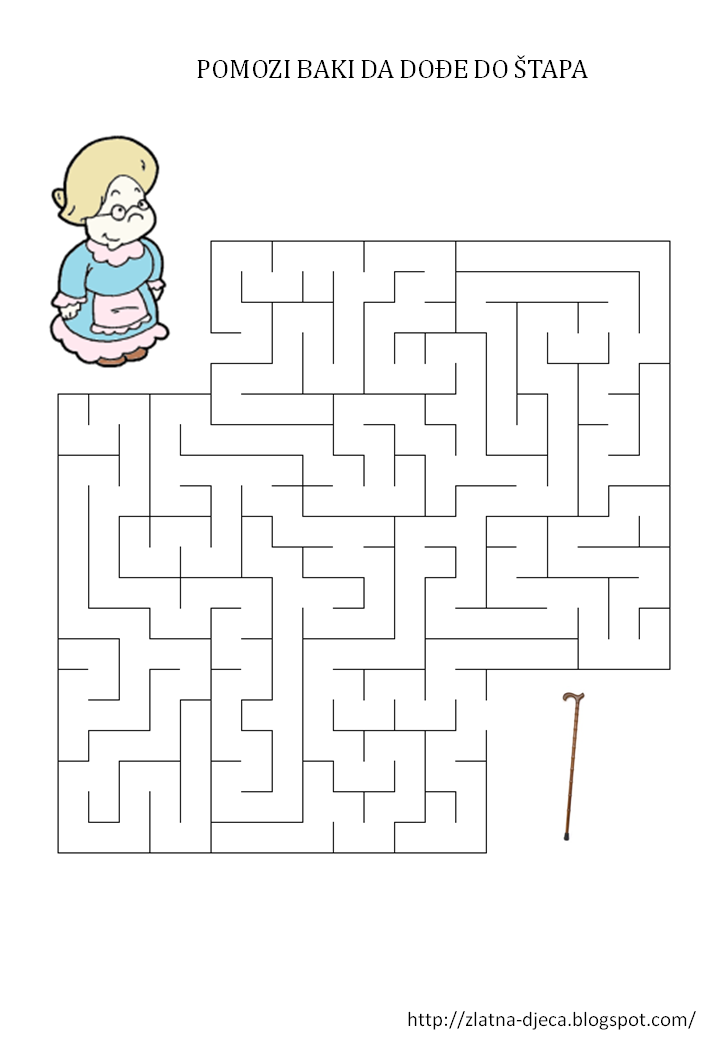 POMOZI BAKI DA DOĐE DO ŠTAPA
http://zlatna-djeca.blogspot.com/